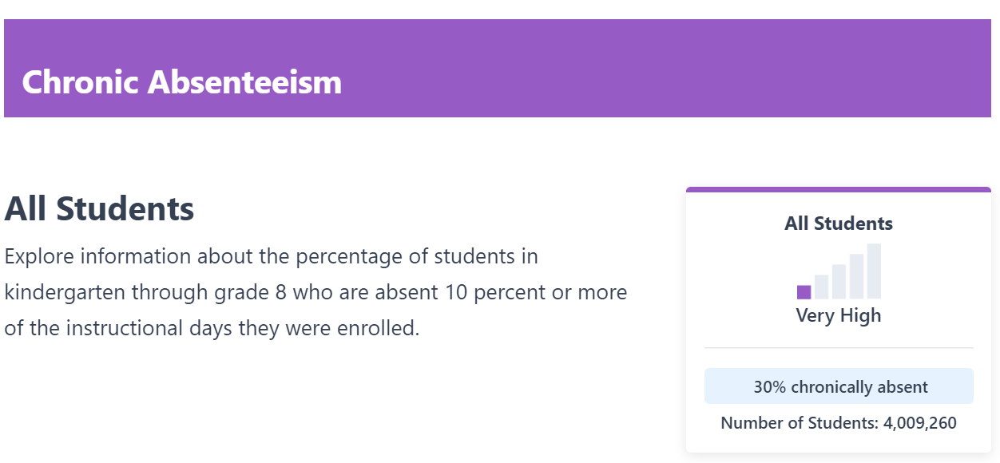 Chronic Absenteeism
All Students
Explore information about the percentage of students in
kindergarten through grade 8 who are absent 10 percent or more
of the instructional days they were enrolled.
All Students
Very High
30% chronically absent
Number of Students: 4,009,260